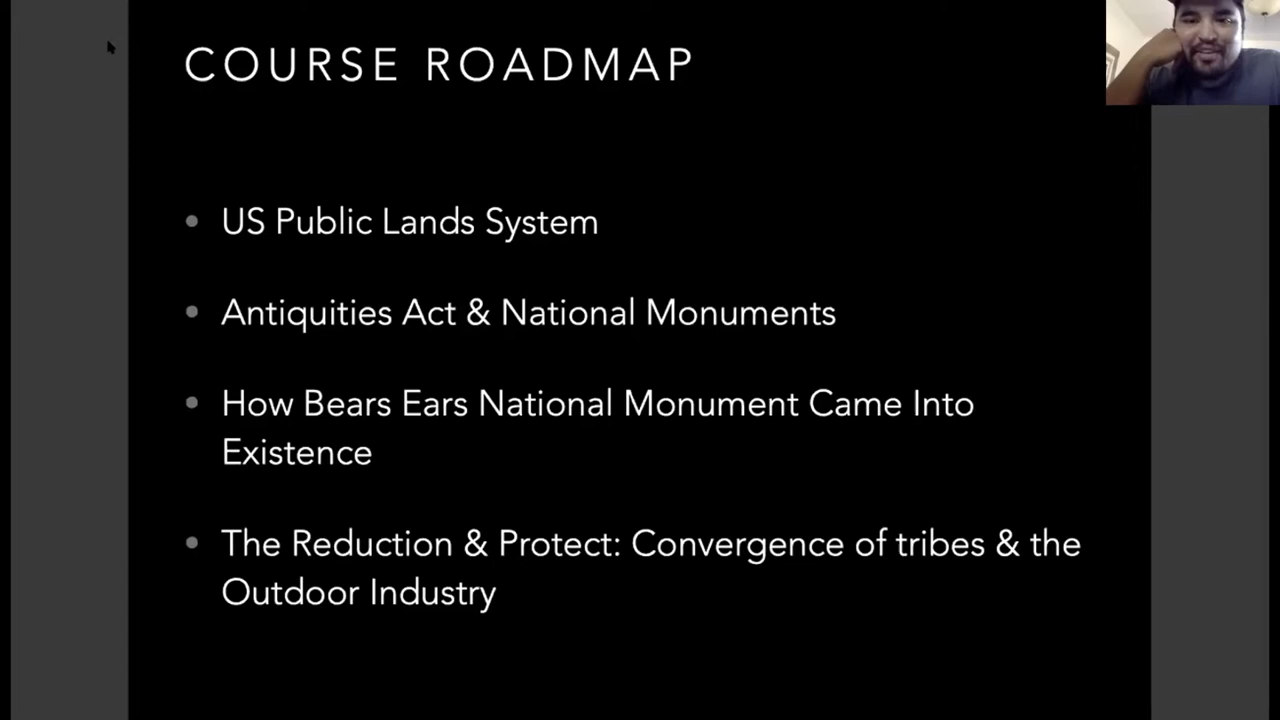 COURSE ROADMAP
• US Public Lands System
• Antiquities Act & National Monuments
• How Bears Ears National Monument Came Into
Existence
• The Reduction & Protect: Convergence of tribes & the
Outdoor Industry